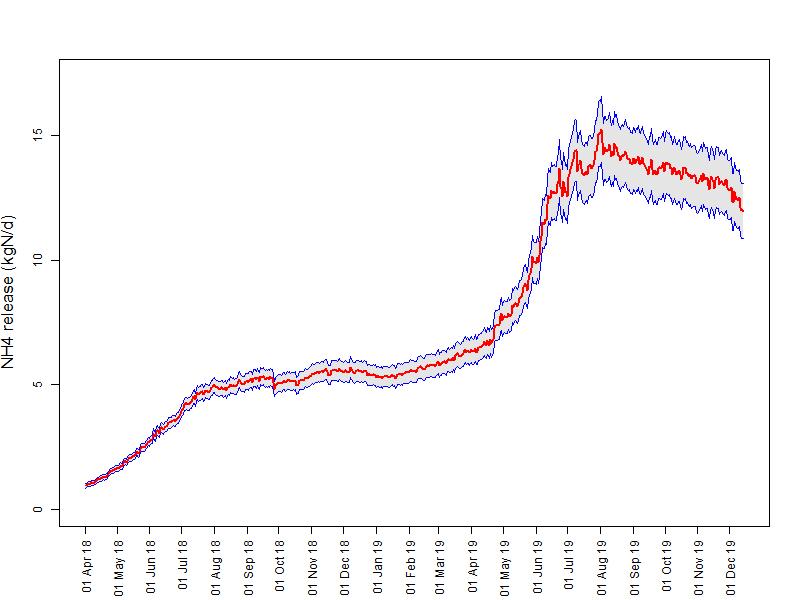 NH4 release (kgN/d)
15
10
5
0
01 Apr 18
01 May 18
01 Jun 18
01 Jul 18
01 Aug 18
01 Sep 18
01 Oct 18
01 Nov 18
01 Dec 18
01 Jan 19
01 Feb 19
01 Mar 19
01 Apr 19
01 May 19
01 Jun 19
01 Jul 19
01 Aug 19
01 Sep 19
01 Oct 19
01 Nov 19
01 Dec 19